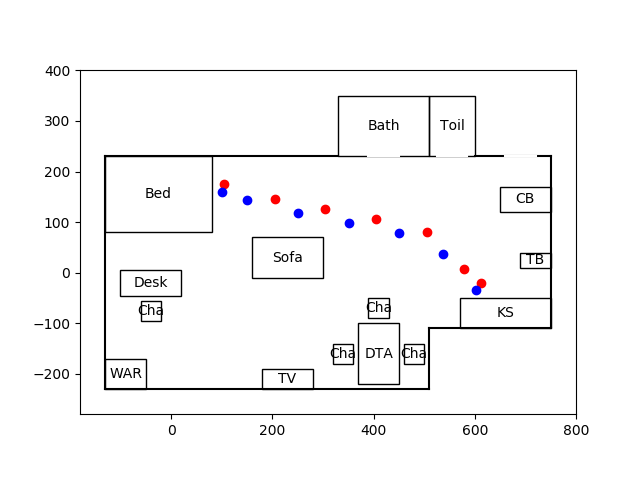 400
300
200
100
0
−100
−200
Bath
Toil
Bed
CB
Sofa
TB
Desk
Cha
Cha
KS
Cha
DTA
Cha
WAR
TV
0
200
400
600
800